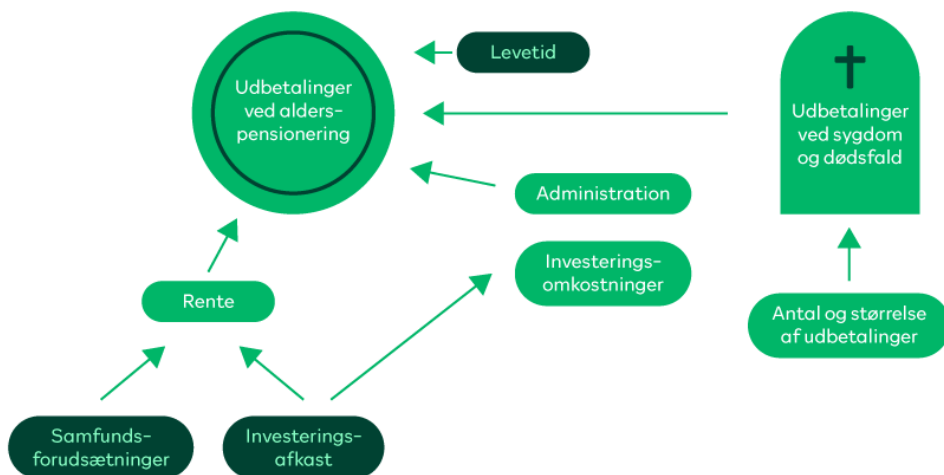 Levetid
Udbetalinger
ved alders-
pensionering
Udbetalinger
ved sygdom
og dødsfald
Administration
Investerings-
omkostninger
Rente
Antal og størrelse
af udbetalinger
Samfunds-
forudsætninger
Investerings-
afkast